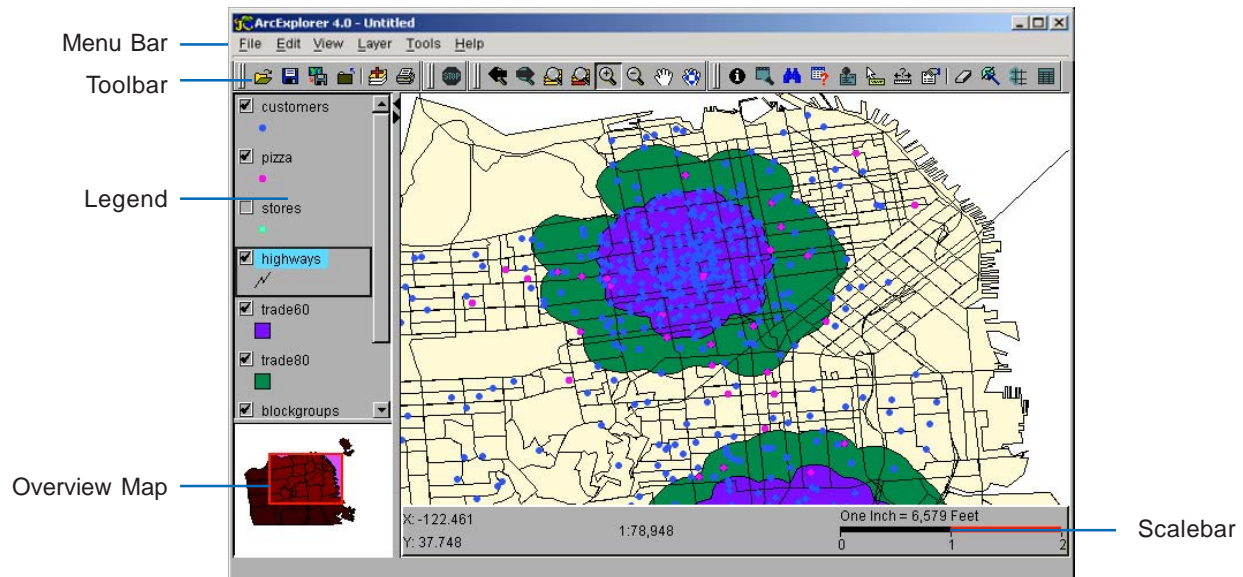 ArcExplorer 4.0 - Untitled
File Edit View Layer Tools Help
Menu Bar
Toolbar
STOP
customers
pizza
Legend
stores
highways
trade60
trade80
blockgroups
Overview Map
X: -122.461
Y: 37.748
1:78,948
One Inch = 6,579 Feet
0 1 2
Scalebar